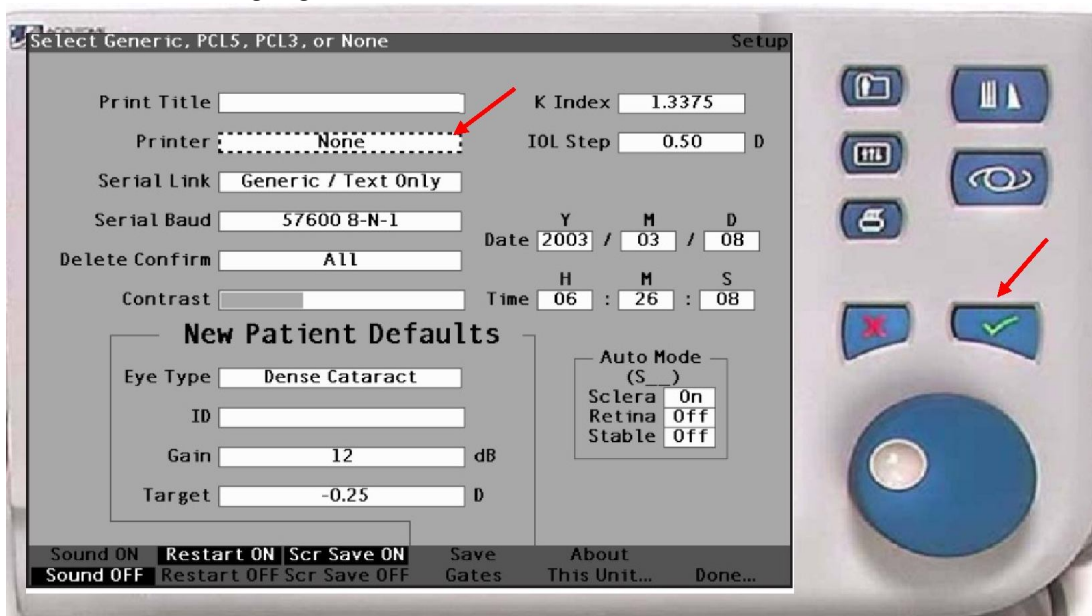 Select Generic, PCL5, PCL3, or None Setup
Print Title
K Index 1.3375
Printer None
IOL Step 0.50 D
Serial Link Generic / Text Only
Serial Baud 57600 8-N-1
Y M D
Date 2003 / 03 / 08
Delete Confirm All
H M S
Time 06 : 26 : 08
Contrast
New Patient Defaults
Eye Type Dense Cataract
ID
Gain 12 dB
Target -0.25 D
Auto Mode
(S__)
Sclera On
Retina Off
Stable Off
Sound ON Restart ON Scr Save ON Save About
Sound OFF Restart OFF Scr Save OFF Gates This Unit... Done...